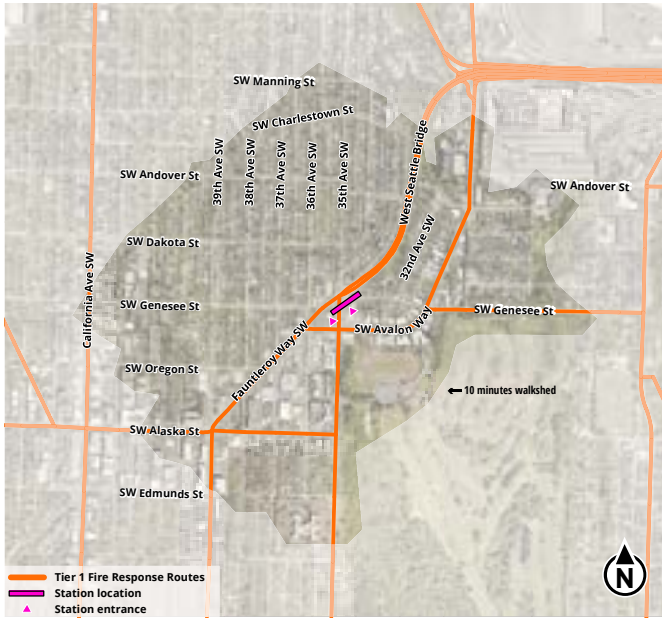 SW Manning St
SW Charlestown St
39th Ave SW
38th Ave SW
37th Ave SW
36th Ave SW
35th Ave SW
West Seattle Bridge
SW Andover St
SW Andover St
32nd Ave SW
SW Dakota St
California Ave SW
SW Genesee St
SW Genesee St
SW Avalon Way
Fauntleroy Way SW
SW Oregon St
10 minutes walkshed
SW Alaska St
SW Edmunds St
Tier 1 Fire Response Routes
Station location
Station entrance
N